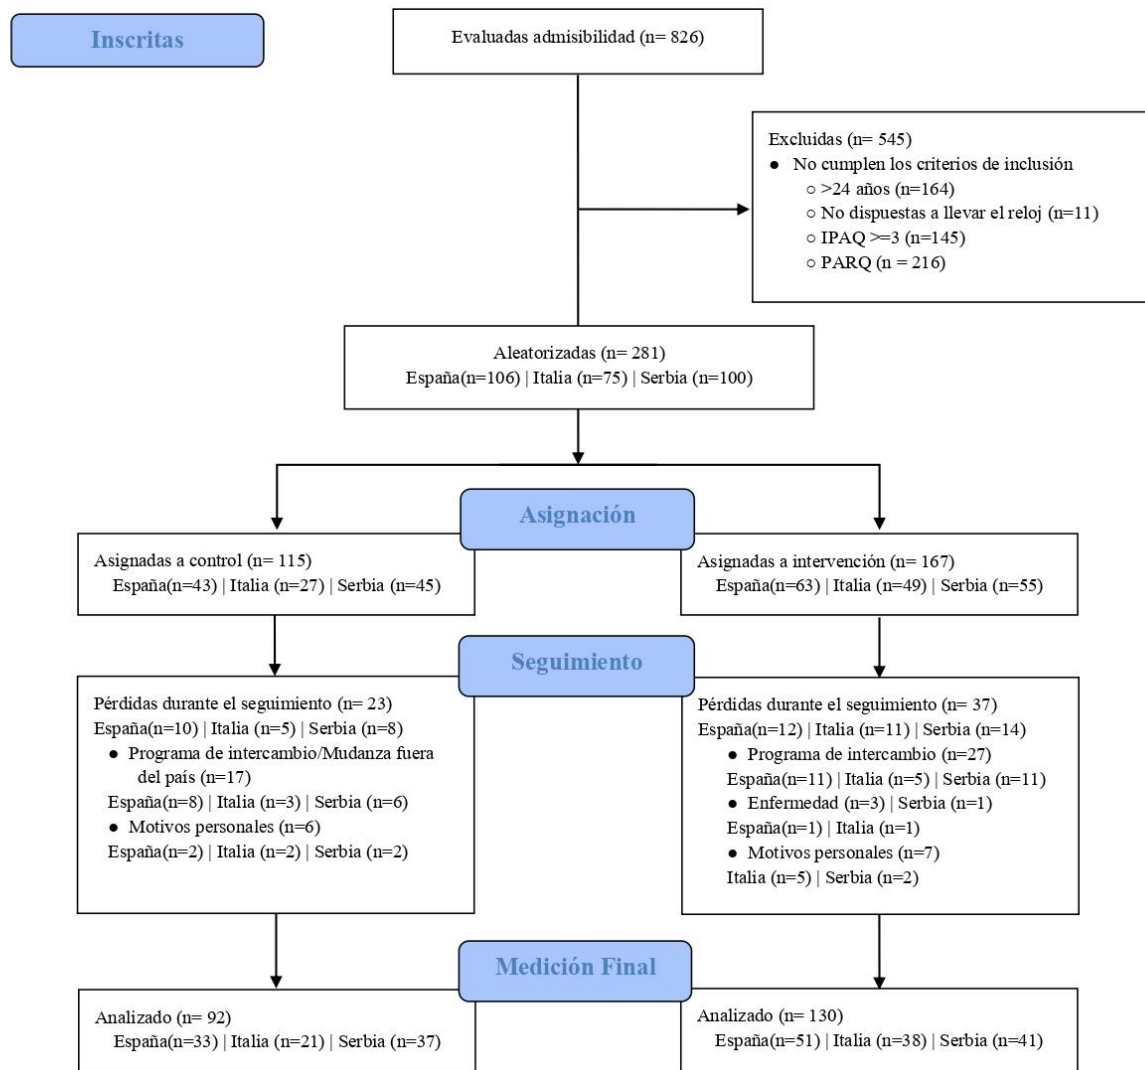 Inscritas
Evaluadas admisibilidad (n= 826)
Excluidas (n= 545)
● No cumplen los criterios de inclusión
○ >24 años (n=164)
○ No dispuestas a llevar el reloj (n=11)
○ IPAQ >=3 (n=145)
○ PARQ (n = 216)
Aleatorizadas (n= 281)
España(n=106) | Italia (n=75) | Serbia (n=100)
Asignación
Asignadas a control (n= 115)
España(n=43) | Italia (n=27) | Serbia (n=45)
Asignadas a intervención (n= 167)
España(n=63) | Italia (n=49) | Serbia (n=55)
Seguimiento
Pérdidas durante el seguimiento (n= 23)
España(n=10) | Italia (n=5) | Serbia (n=8)
● Programa de intercambio/Mudanza fuera
del país (n=17)
España(n=8) | Italia (n=3) | Serbia (n=6)
● Motivos personales (n=6)
España(n=2) | Italia (n=2) | Serbia (n=2)
Pérdidas durante el seguimiento (n= 37)
España(n=12) | Italia (n=11) | Serbia (n=14)
● Programa de intercambio (n=27)
España(n=11) | Italia (n=5) | Serbia (n=11)
● Enfermedad (n=3) | Serbia (n=1)
España(n=1) | Italia (n=1)
● Motivos personales (n=7)
Italia (n=5) | Serbia (n=2)
Medición Final
Analizado (n= 92)
España(n=33) | Italia (n=21) | Serbia (n=37)
Analizado (n= 130)
España(n=51) | Italia (n=38) | Serbia (n=41)